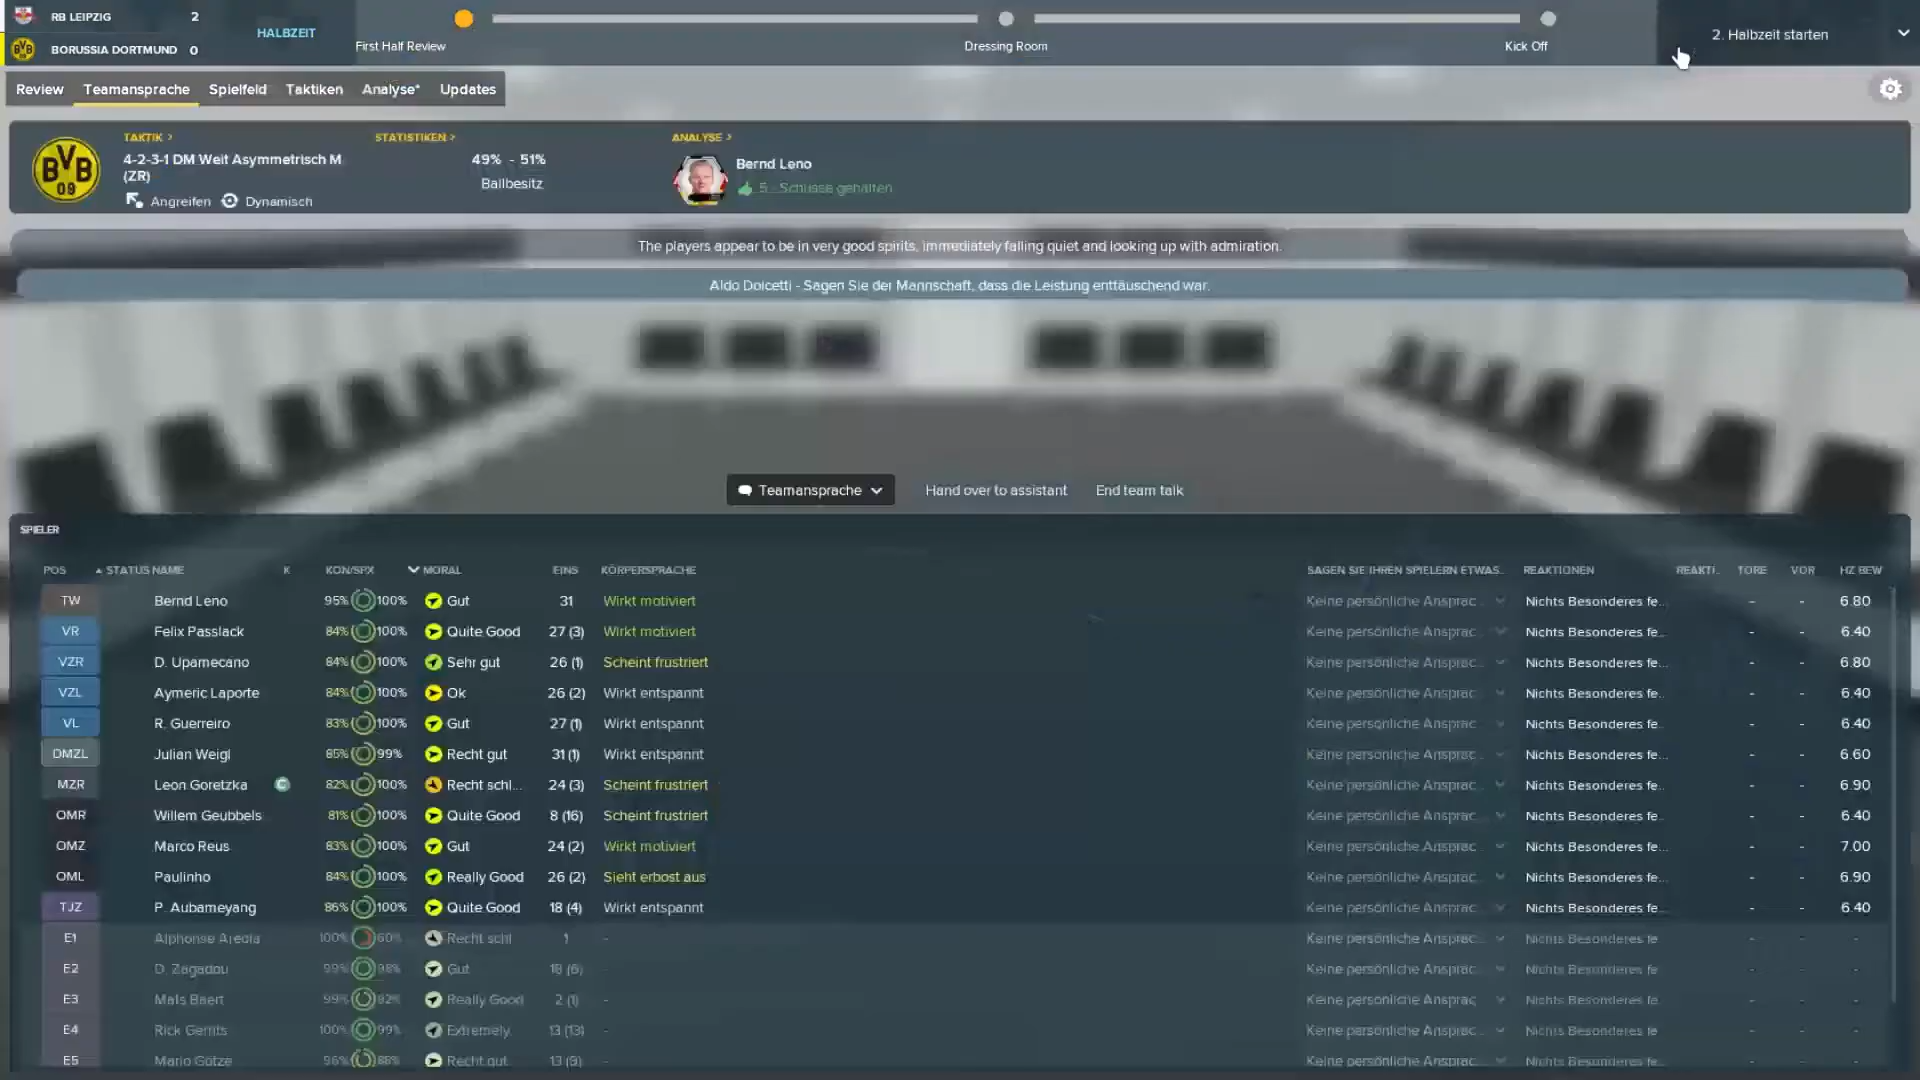 RB LEIPZIG 2
BORUSSIA DORTMUND 0
HALBZEIT
First Half Review
Dressing Room
Kick Off
2. Halbzeit starten
Review Teamansprache Spielfeld Taktiken Analyse* Updates
BVB 09
TAKTIK >
4-2-3-1 DM Weit Asymmetrisch M
(ZR)
Angreifen Dynamisch
STATISTIKEN >
49% - 51%
Ballbesitz
ANALYSE >
Bernd Leno
5 - Schüsse gehalten
The players appear to be in very good spirits, immediately falling quiet and looking up with admiration.
Aldo Dolcetti - Sagen Sie der Mannschaft, dass die Leistung enttäuschend war.
Teamansprache Hand over to assistant End team talk
SPIELER
POS STATUS NAME K KON/SPX MORAL EINS KÖRPERSPRACHE SAGEN SIE IHREN SPIELERN ETWAS... REAKTIONEN REAKTI... TORE VOR HZ BEW
TW Bernd Leno 95% 100% Gut 31 Wirkt motiviert Keine persönliche Ansprac... Nichts Besonderes fe... - - 6.80
VR Felix Passlack 84% 100% Quite Good 27 (3) Wirkt motiviert Keine persönliche Ansprac... Nichts Besonderes fe... - - 6.40
VZR D. Upamecano 84% 100% Sehr gut 26 (1) Scheint frustriert Keine persönliche Ansprac... Nichts Besonderes fe... - - 6.80
VZL Aymeric Laporte 84% 100% Ok 26 (2) Wirkt entspannt Keine persönliche Ansprac... Nichts Besonderes fe... - - 6.40
VL R. Guerreiro 83% 100% Gut 27 (1) Wirkt entspannt Keine persönliche Ansprac... Nichts Besonderes fe... - - 6.40
DMZL Julian Weigl 85% 99% Recht gut 31 (1) Wirkt entspannt Keine persönliche Ansprac... Nichts Besonderes fe... - - 6.60
MZR Leon Goretzka C 82% 100% Recht schl... 24 (3) Scheint frustriert Keine persönliche Ansprac... Nichts Besonderes fe... - - 6.90
OMR Willem Geubbels 81% 100% Quite Good 8 (16) Scheint frustriert Keine persönliche Ansprac... Nichts Besonderes fe... - - 6.40
OMZ Marco Reus 83% 100% Gut 24 (2) Wirkt motiviert Keine persönliche Ansprac... Nichts Besonderes fe... - - 7.00
OML Paulinho 84% 100% Really Good 26 (2) Sieht erbost aus Keine persönliche Ansprac... Nichts Besonderes fe... - - 6.90
TJZ P. Aubameyang 86% 100% Quite Good 18 (4) Wirkt entspannt Keine persönliche Ansprac... Nichts Besonderes fe... - - 6.40
E1 Alphonse Areola 100% 60% Recht schl 1 - Keine persönliche Ansprac... Nichts Besonderes fe - - -
E2 D. Zagadou 99% 98% Gut 18 (6) - Keine persönliche Ansprac... Nichts Besonderes fe - - -
E3 Mats Baert 99% 92% Really Good 2 (1) - Keine persönliche Ansprac Nichts Besonderes fe - - -
E4 Rick 100% 99% Extremely 13 (13) - Keine persönliche Ansprac... Nichts Besonderes fe - - -
E5 Mario Götze 96% 88% Recht gut 13 (9) - Keine persönliche Ansprac... Nichts Besonderes fe... - - -